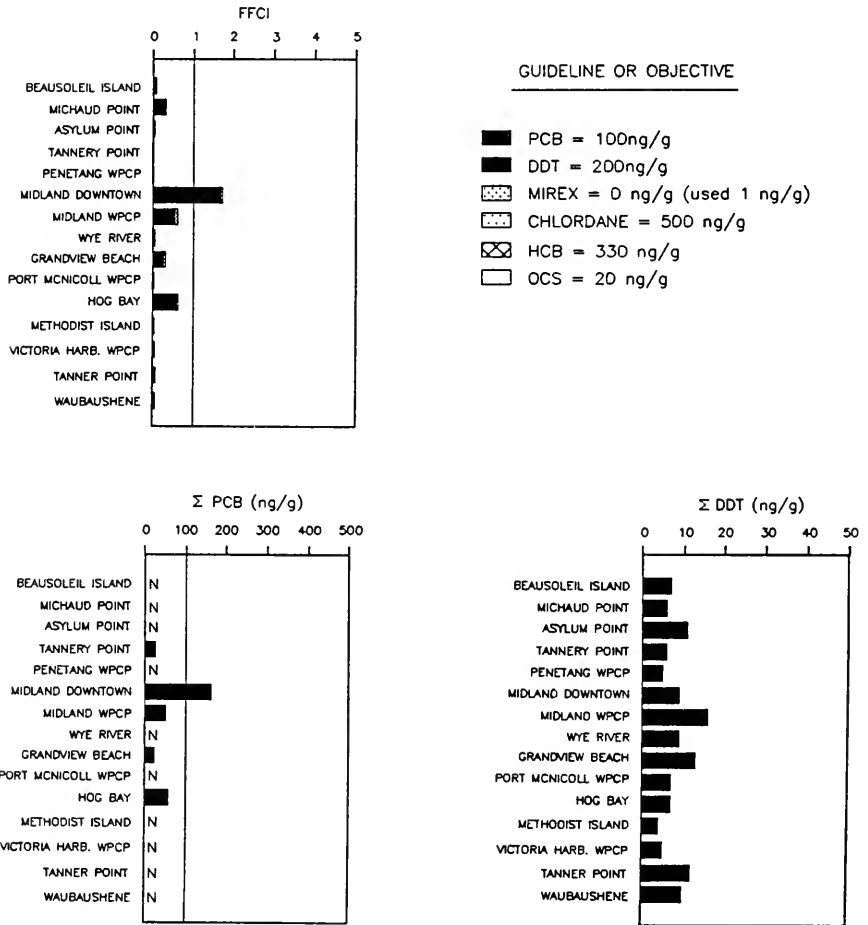 FFCI
0 1 2 3 4 5
BEAUSOLEIL ISLAND
MICHAUD POINT
ASYLUM POINT
TANNERY POINT
PENETANG WPCP
MIDLAND DOWNTOWN
MIDLAND WPCP
WYE RIVER
GRANDVIEW BEACH
PORT MCNICOLL WPCP
HOG BAY
METHODIST ISLAND
VICTORIA HARB. WPCP
TANNER POINT
WAUBAUSHENE
GUIDELINE OR OBJECTIVE
PCB = 100ng/g
DDT = 200ng/g
MIREX = 0 ng/g (used 1 ng/g)
CHLORDANE = 500 ng/g
HCB = 330 ng/g
OCS = 20 ng/g
Σ PCB (ng/g)
0 100 200 300 400 500
BEAUSOLEIL ISLAND N
MICHAUD POINT N
ASYLUM POINT N
TANNERY POINT
PENETANG WPCP N
MIDLAND DOWNTOWN
MIDLAND WPCP
WYE RIVER N
GRANDVIEW BEACH
PORT MCNICOLL WPCP N
HOG BAY
METHODIST ISLAND N
VICTORIA HARB. WPCP N
TANNER POINT N
WAUBAUSHENE N
Σ DDT (ng/g)
0 10 20 30 40 50
BEAUSOLEIL ISLAND
MICHAUD POINT
ASYLUM POINT
TANNERY POINT
PENETANG WPCP
MIDLAND DOWNTOWN
MIDLAND WPCP
WYE RIVER
GRANDVIEW BEACH
PORT MCNICOLL WPCP
HOG BAY
METHODIST ISLAND
VICTORIA HARB. WPCP
TANNER POINT
WAUBAUSHENE